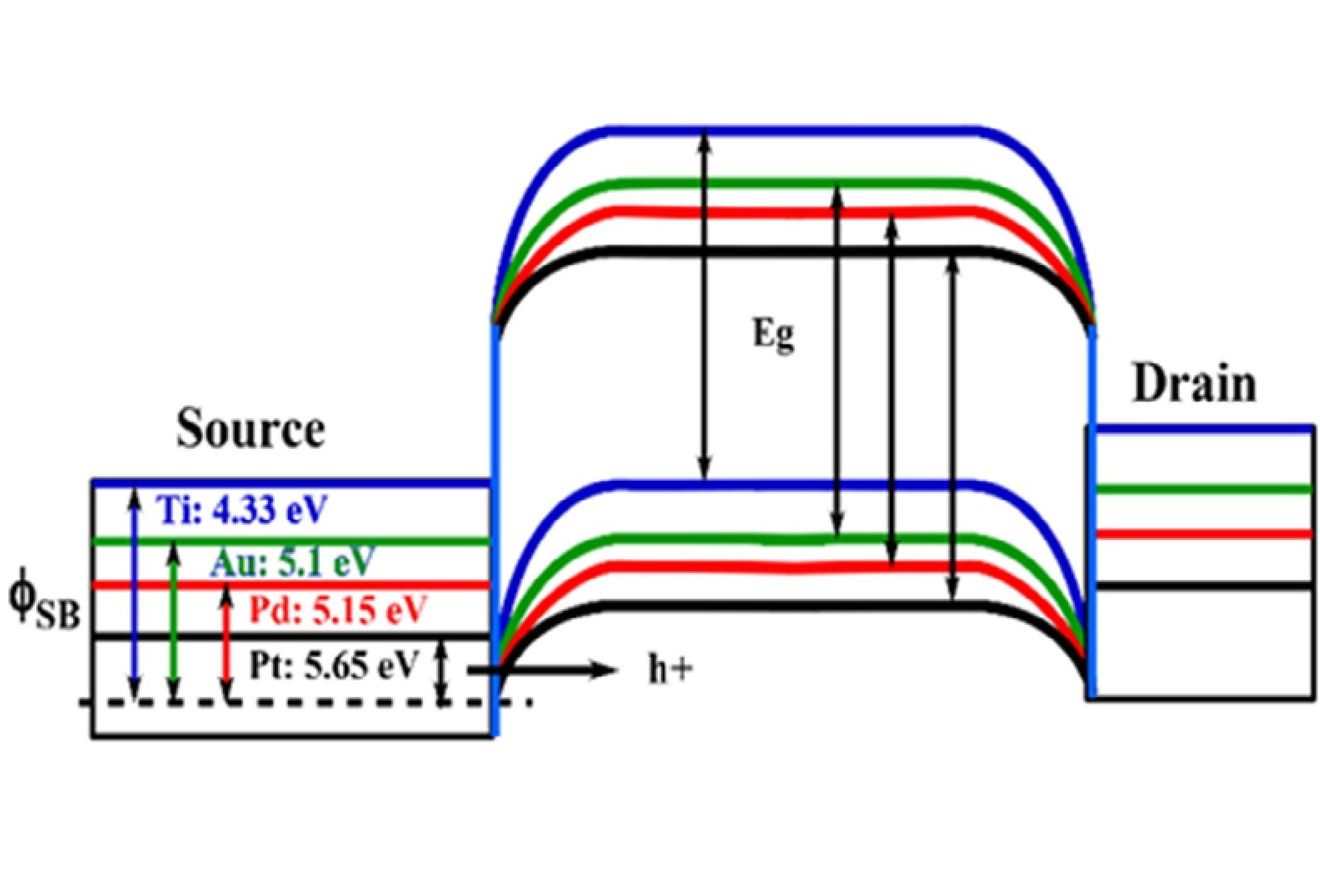 Eg
Drain
Source
Ti: 4.33 eV
Au: 5.1 eV
ϕSB
Pd: 5.15 eV
Pt: 5.65 eV
h+